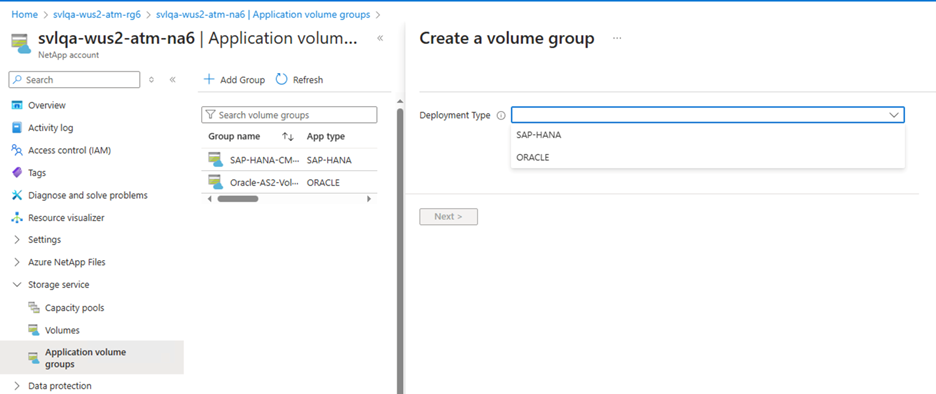 Home > svlqa-wus2-atm-rg6 > svlqa-wus2-atm-na6 | Application volume groups >
svlqa-wus2-atm-na6 | Application volum...
NetApp account
Search
Overview
Activity log
Access control (IAM)
Tags
Diagnose and solve problems
Resource visualizer
Settings
Azure NetApp Files
Storage service
Capacity pools
Volumes
Application volume
groups
Data protection
Add Group
Refresh
Search volume groups
Group name App type
SAP-HANA-CM... SAP-HANA
Oracle-AS2-Vol... ORACLE
Create a volume group ...
Deployment Type
SAP-HANA
ORACLE
Next >